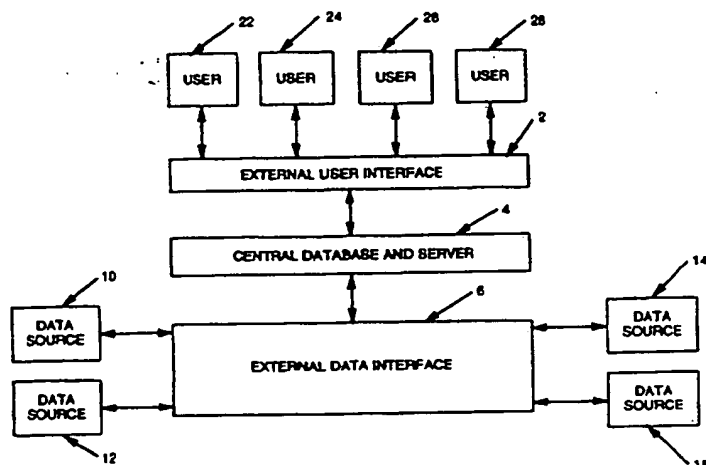 22
24
26
28
USER
USER
USER
USER
2
EXTERNAL USER INTERFACE
4
CENTRAL DATABASE AND SERVER
10
6
14
DATA
SOURCE
EXTERNAL DATA INTERFACE
DATA
SOURCE
DATA
SOURCE
DATA
SOURCE
12